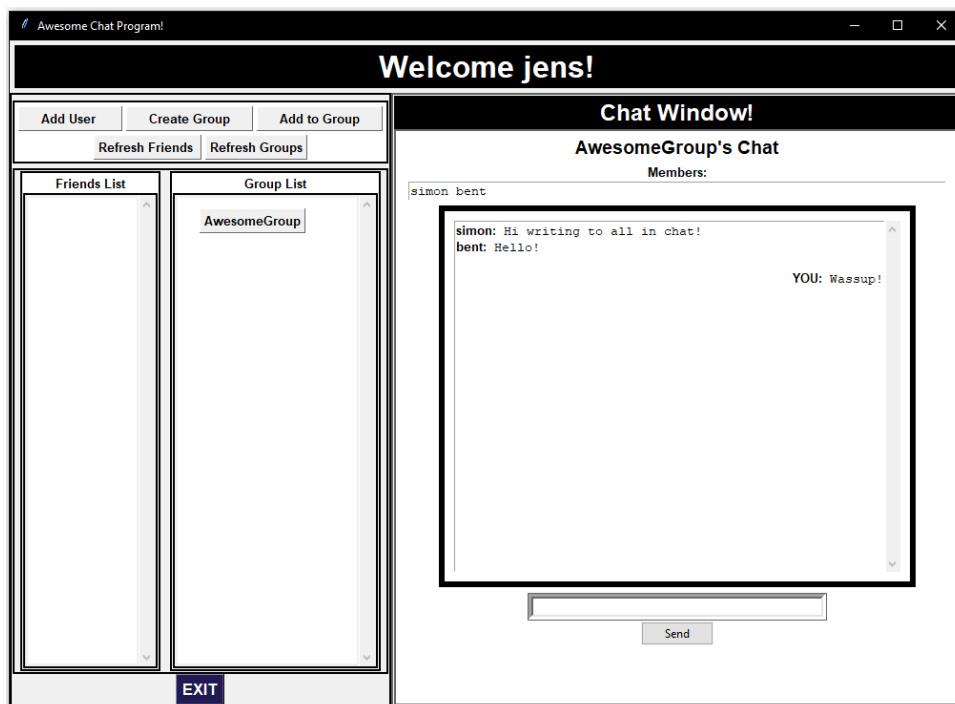 Awesome Chat Program!
Welcome jens!
Add User Create Group Add to Group
Refresh Friends Refresh Groups
Friends List Group List
AwesomeGroup
EXIT
Chat Window!
AwesomeGroup's Chat
Members:
simon bent
simon: Hi writing to all in chat!
bent: Hello!
YOU: Wassup!
Send